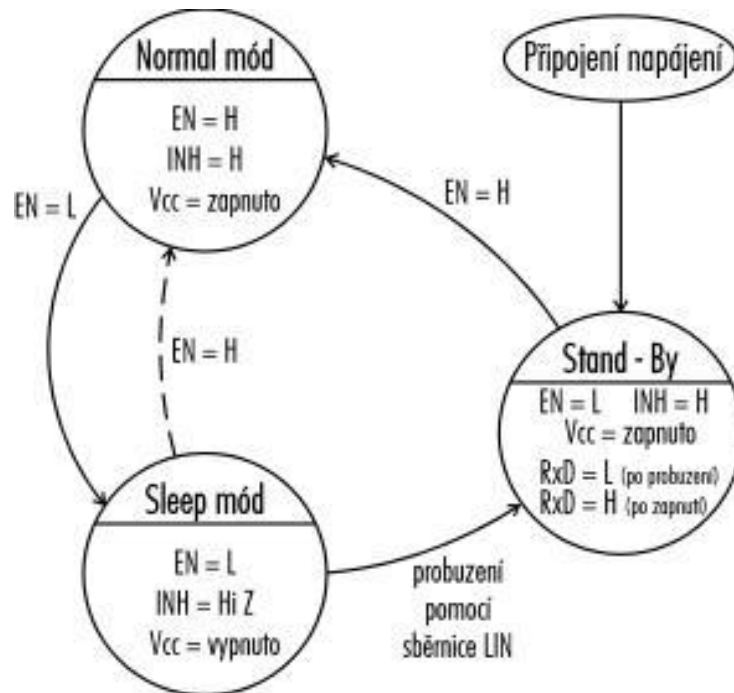 Normal mód
EN = H
INH = H
Vcc = zapnuto
Připojení napájení
EN = L
EN = H
EN = H
Stand - By
EN = L INH = H
Vcc = zapnuto
RxD = L (po probuzení)
RxD = H (po zapnutí)
Sleep mód
EN = L
INH = Hi Z
Vcc = vypnuto
probuzení
pomocí
sběrnice LIN